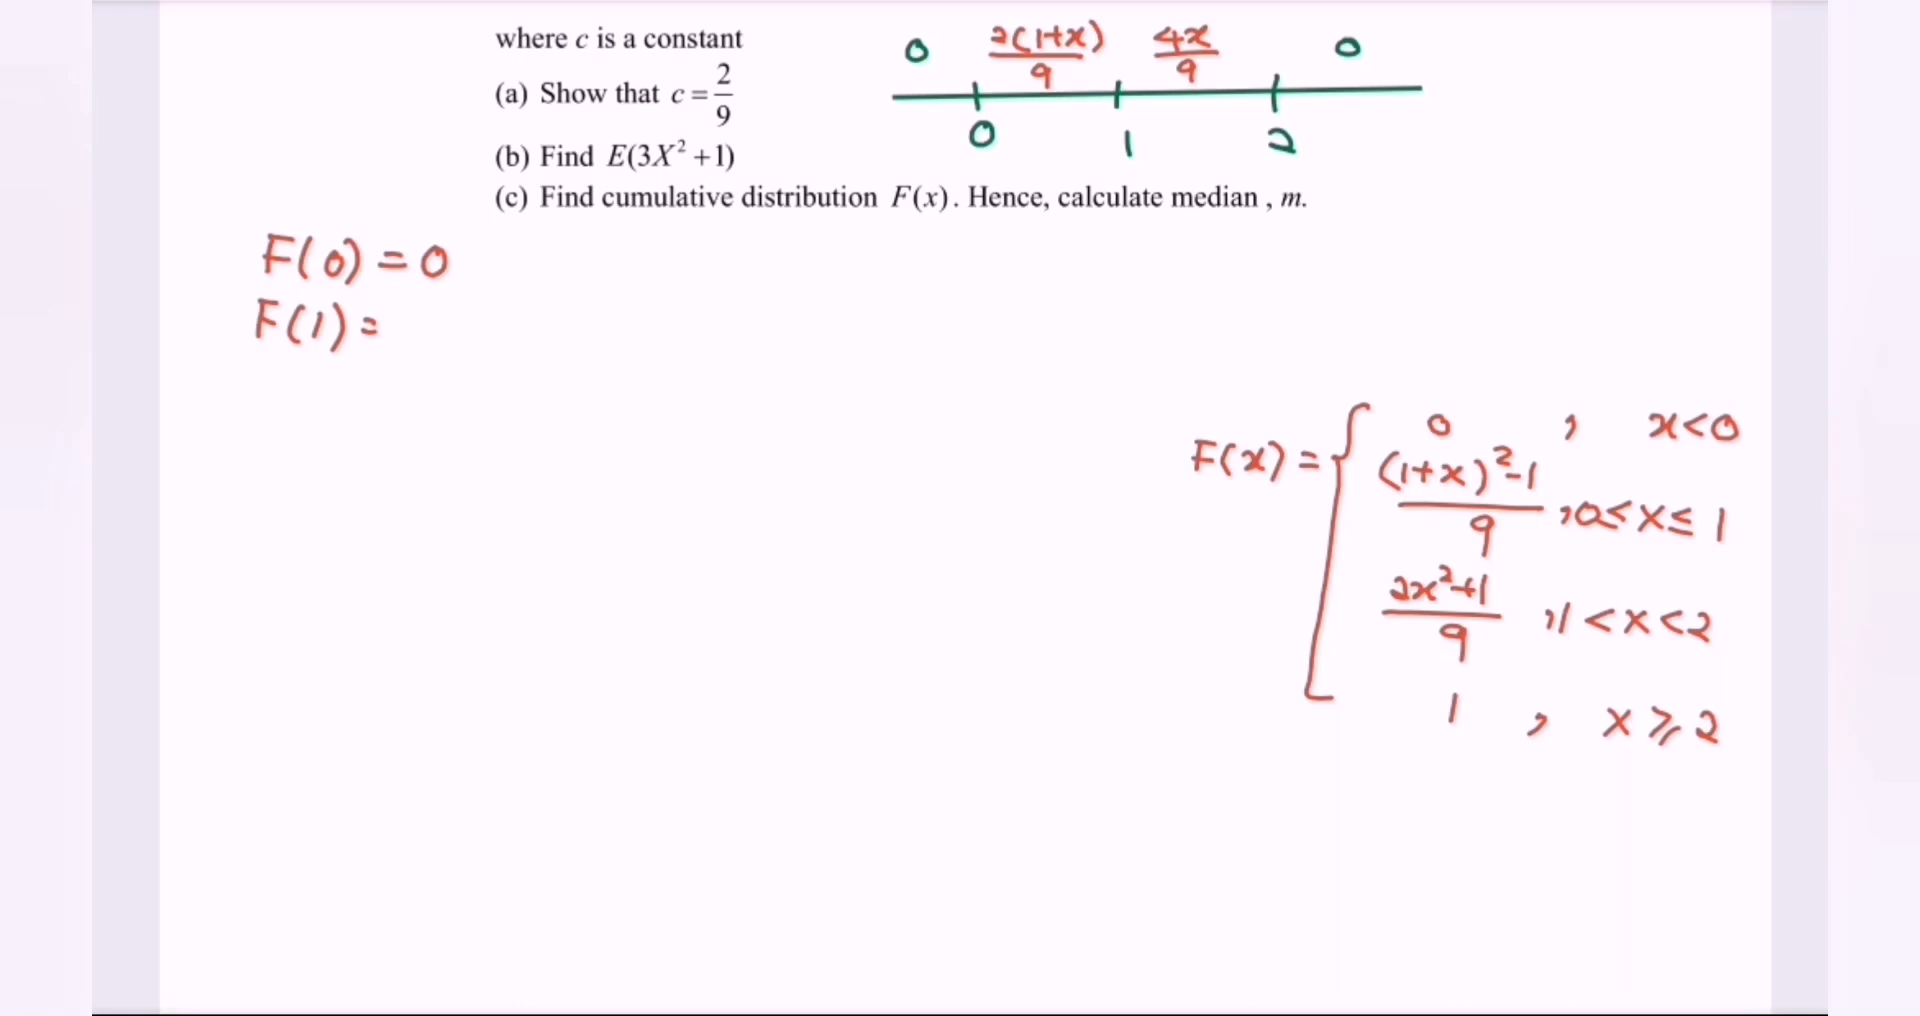 where c is a constant
0 2(1+x)/9 4x/9 0
(a) Show that c = 2/9
0 1 2
(b) Find E(3X² +1)
(c) Find cumulative distribution F(x). Hence, calculate median , m.
F(0) = 0
F(1) =
F(x) = { 0 , x<0
(1+x)²-1/9 , 0≤x≤1
2x²+1/9 , 1<x<2
1 , x⩾2